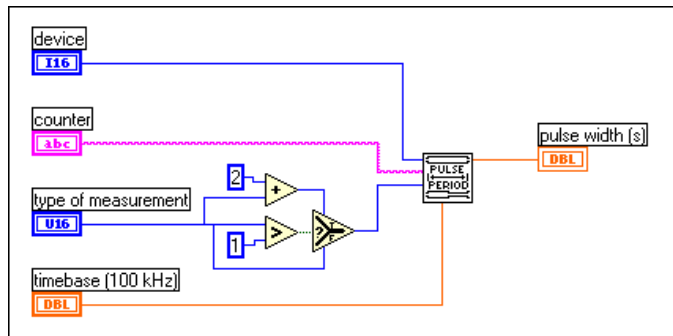 device
I16
counter
abc
type of measurement
U16
timebase (100 kHz)
DBL
2
+
1
>
?
T
F
PULSE
PERIOD
pulse width (s)
DBL